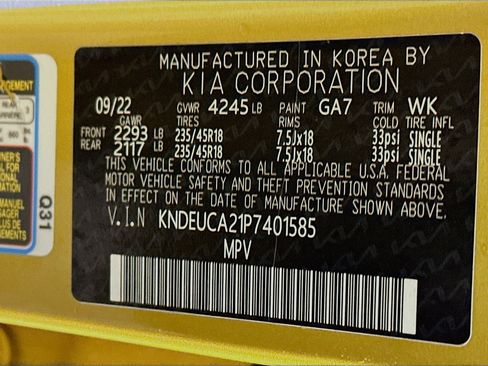 MANUFACTURED IN KOREA BY
KIA CORPORATION
09/22 GVWR 4245 LB PAINT GA7 TRIM WK
GAWR TIRES COLD TIRE INFL
FRONT 2293 LB 235/45R18 7.5Jx18 33psi SINGLE
REAR 2117 LB 235/45R18 7.5Jx18 33psi SINGLE
THIS VEHICLE CONFORMS TO ALL APPLICABLE U.S.A. FEDERAL
MOTOR VEHICLE SAFETY AND THEFT PREVENTION STANDARDS
IN EFFECT ON THE DATE OF MANUFACTURE SHOWN ABOVE.
V.I.N KNDEUCA21P7401585
MPV
REAR
Q31